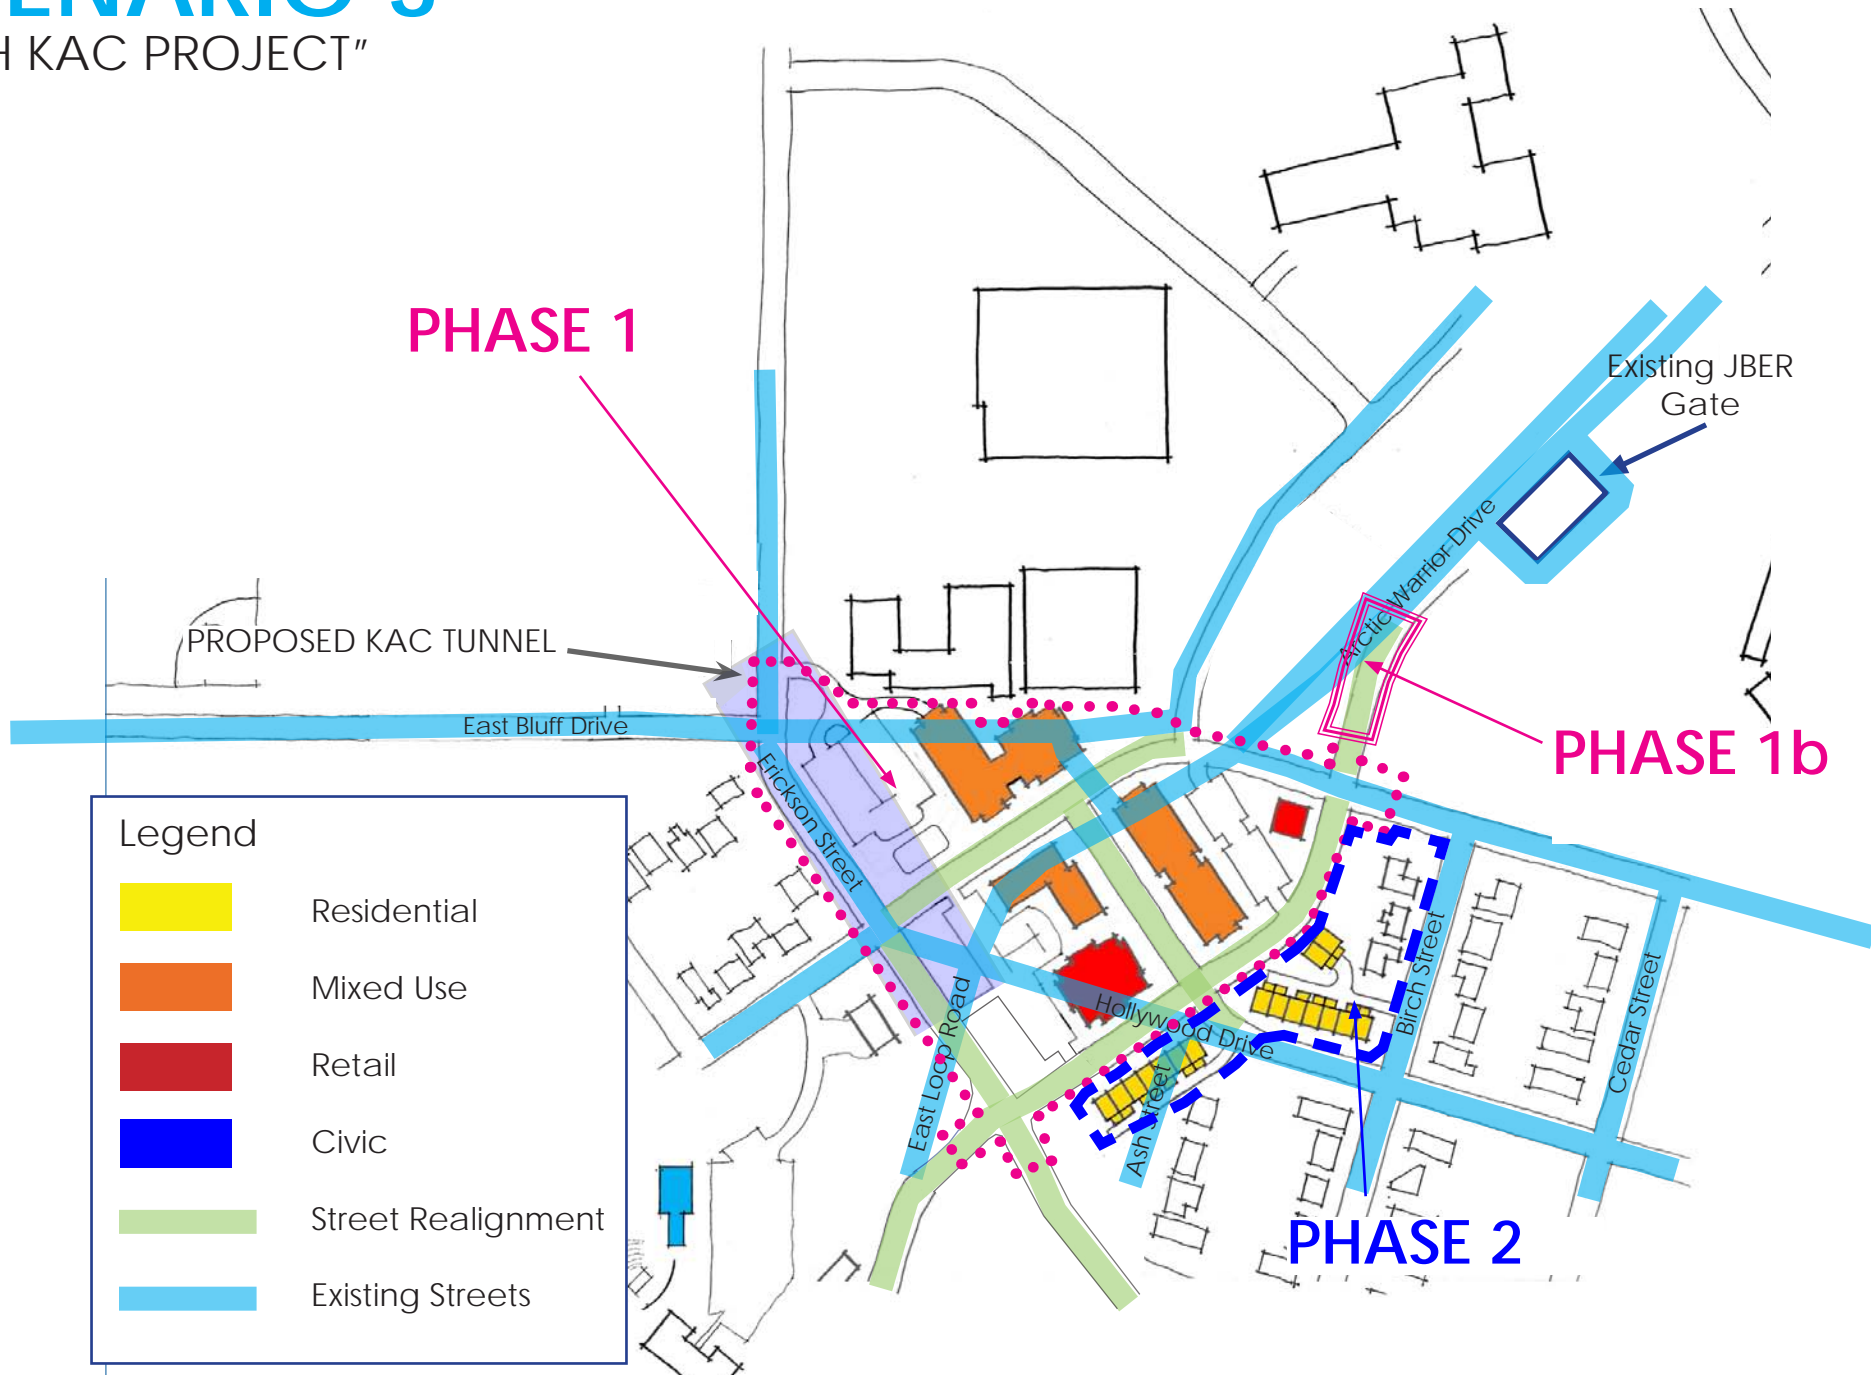 ENARIO 3
H KAC PROJECT"
PHASE 1
Existing JBER
Gate
Arctic Warrior Drive
PROPOSED KAC TUNNEL
East Bluff Drive
PHASE 1b
Erickson Street
Legend
Residential
Mixed Use
Retail
Civic
Street Realignment
Existing Streets
Hollywood Drive
East Loop Road
Ash Street
Birch Street
Cedar Street
PHASE 2